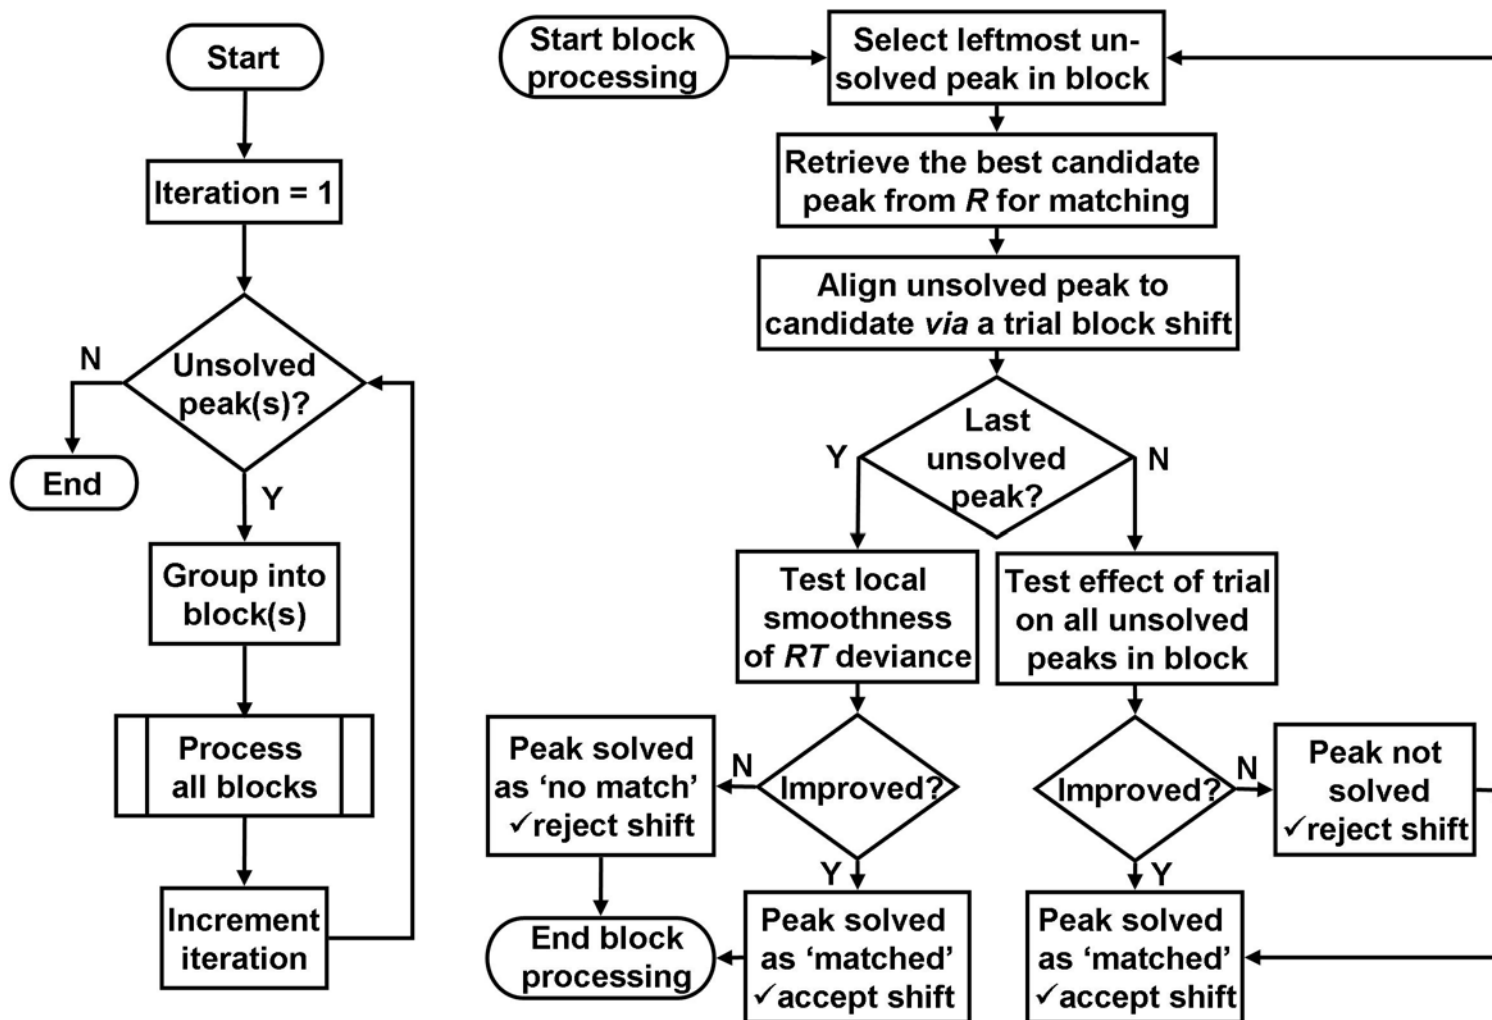 Start
Iteration = 1
N
Unsolved
peak(s)?
End
Y
Group into
block(s)
Process
all blocks
Increment
iteration
Start block
processing
Select leftmost un-
solved peak in block
Retrieve the best candidate
peak from R for matching
Align unsolved peak to
candidate via a trial block shift
Last
unsolved
peak?
Y
N
Test local
smoothness
of RT deviance
Test effect of trial
on all unsolved
peaks in block
Peak solved
as ‘no match’
✓reject shift
N
Improved?
Improved?
N
Peak not
solved
✓reject shift
Y
Y
End block
processing
Peak solved
as ‘matched’
✓accept shift
Peak solved
as ‘matched’
✓accept shift